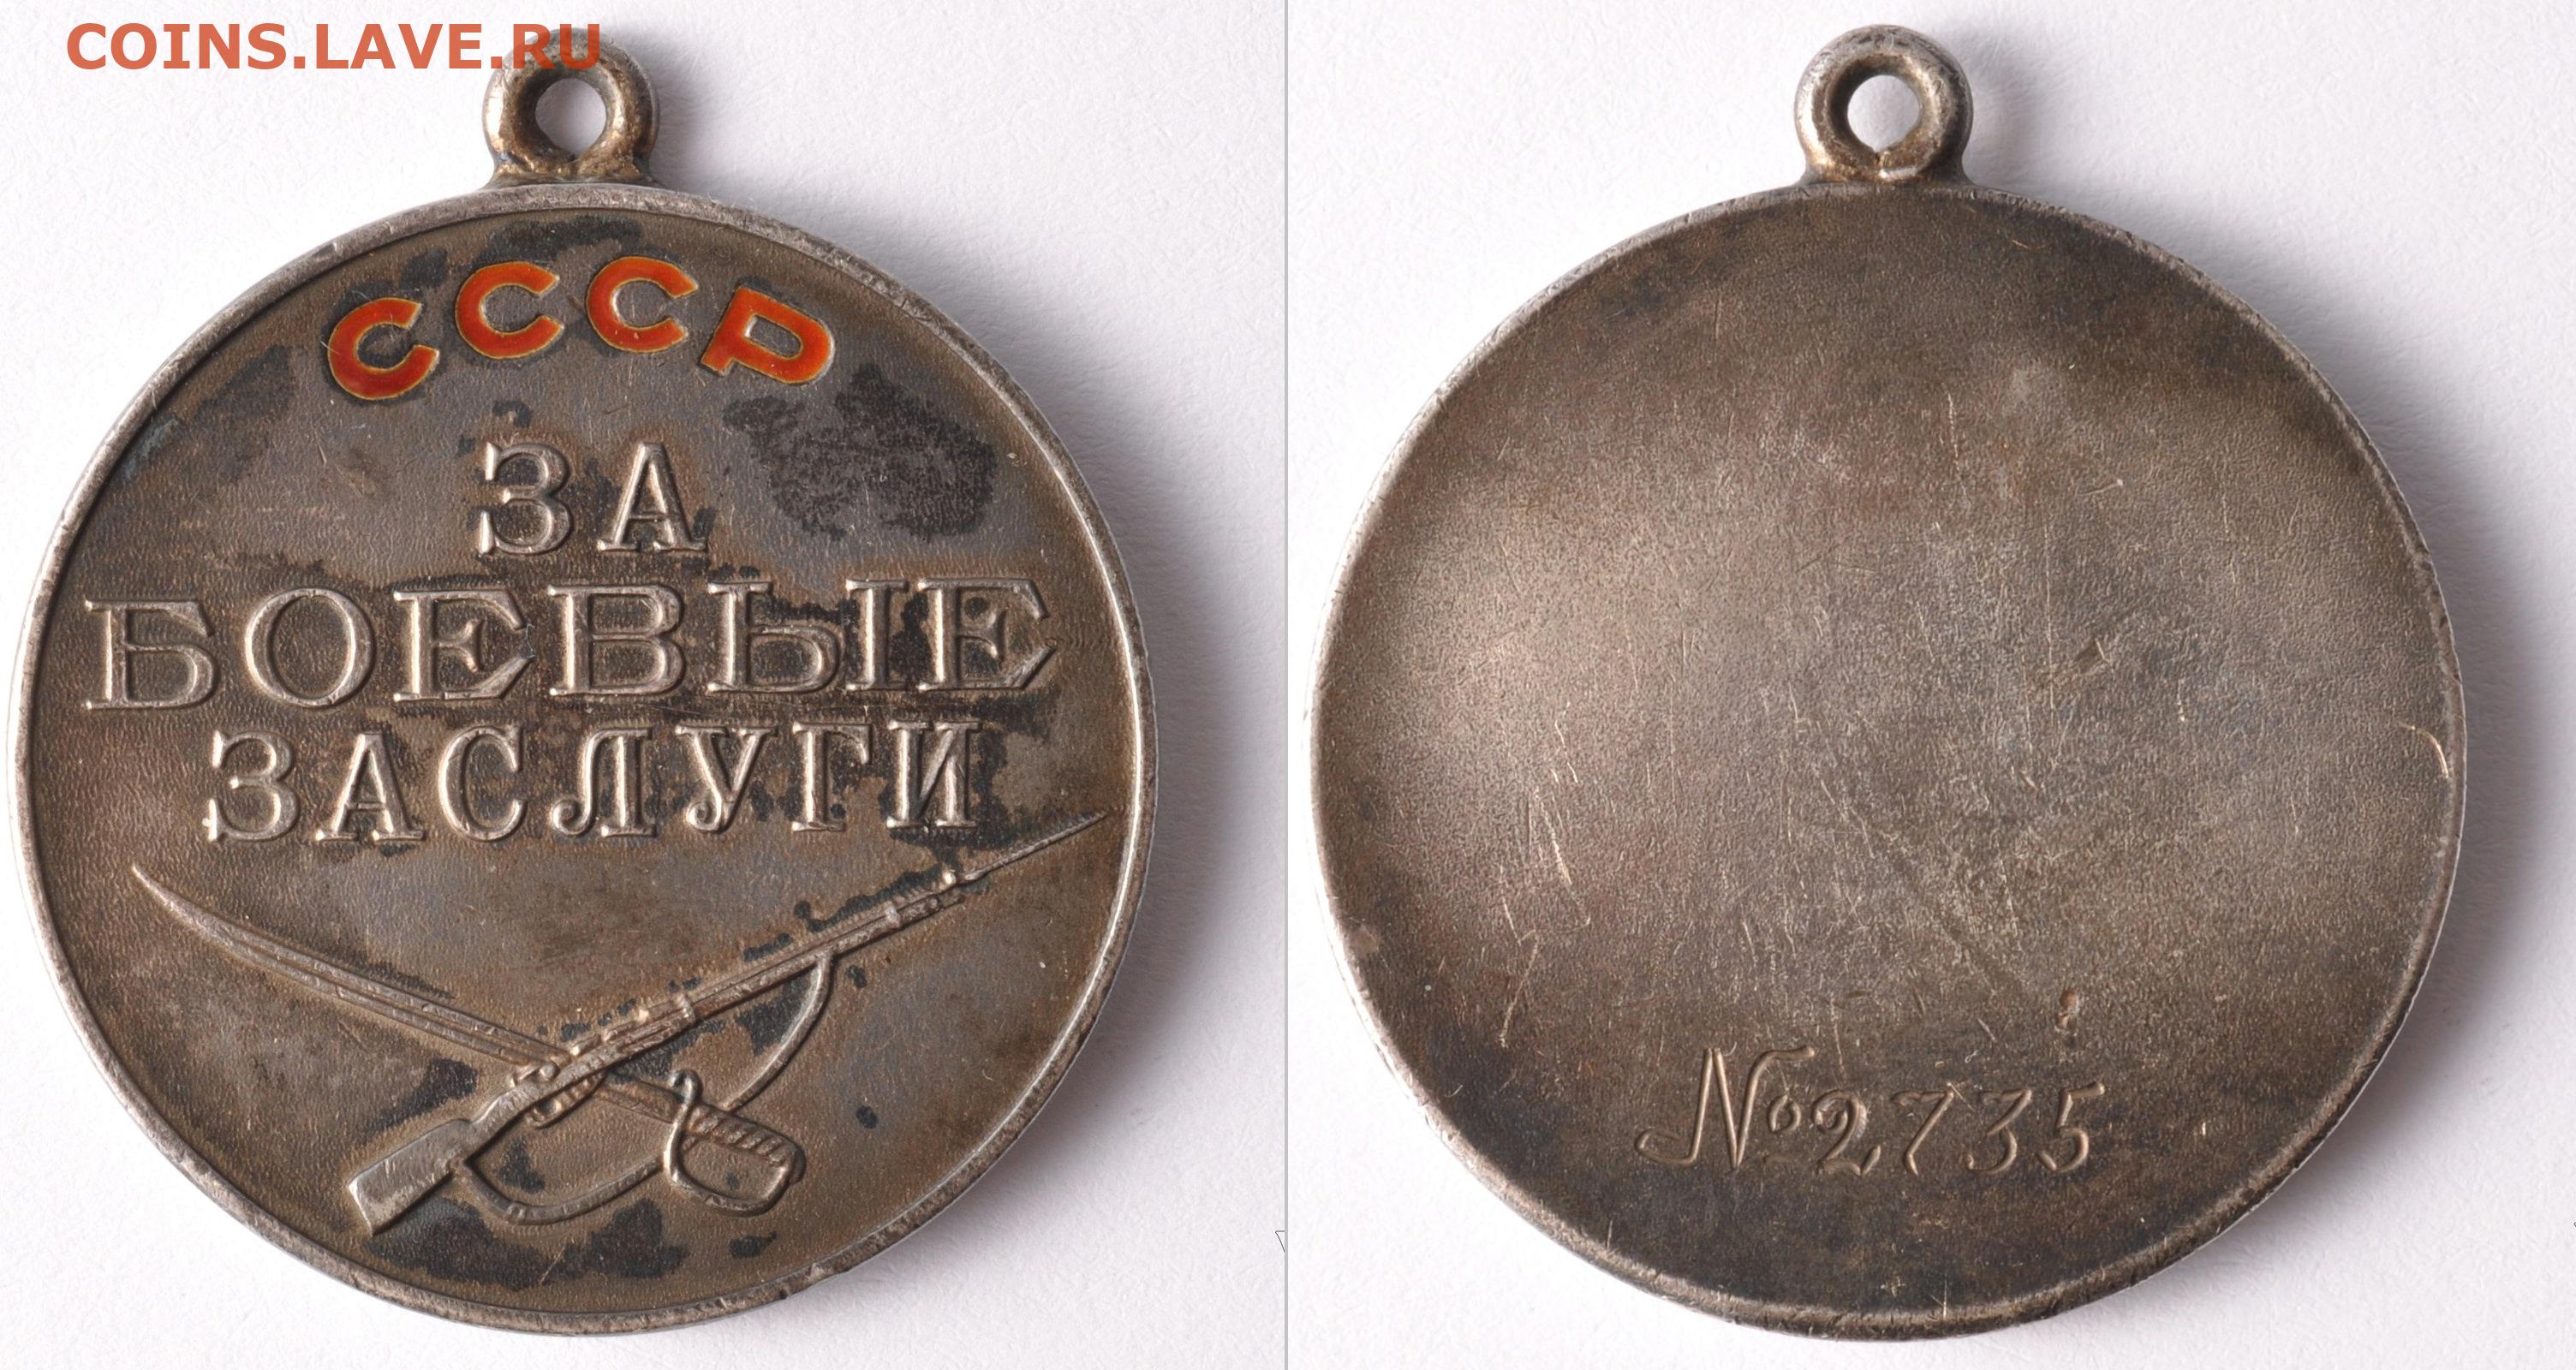 COINS.LAVE.RU
СССР
ЗА
БОЕВЫЕ
ЗАСЛУГИ
№2735